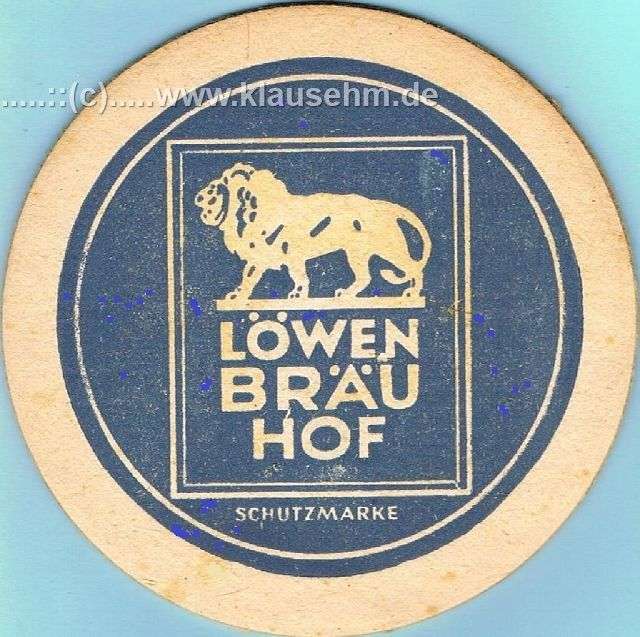 .....::(c).....www.klausehm.de
LÖWEN
BRÄU
HOF
SCHUTZMARKE